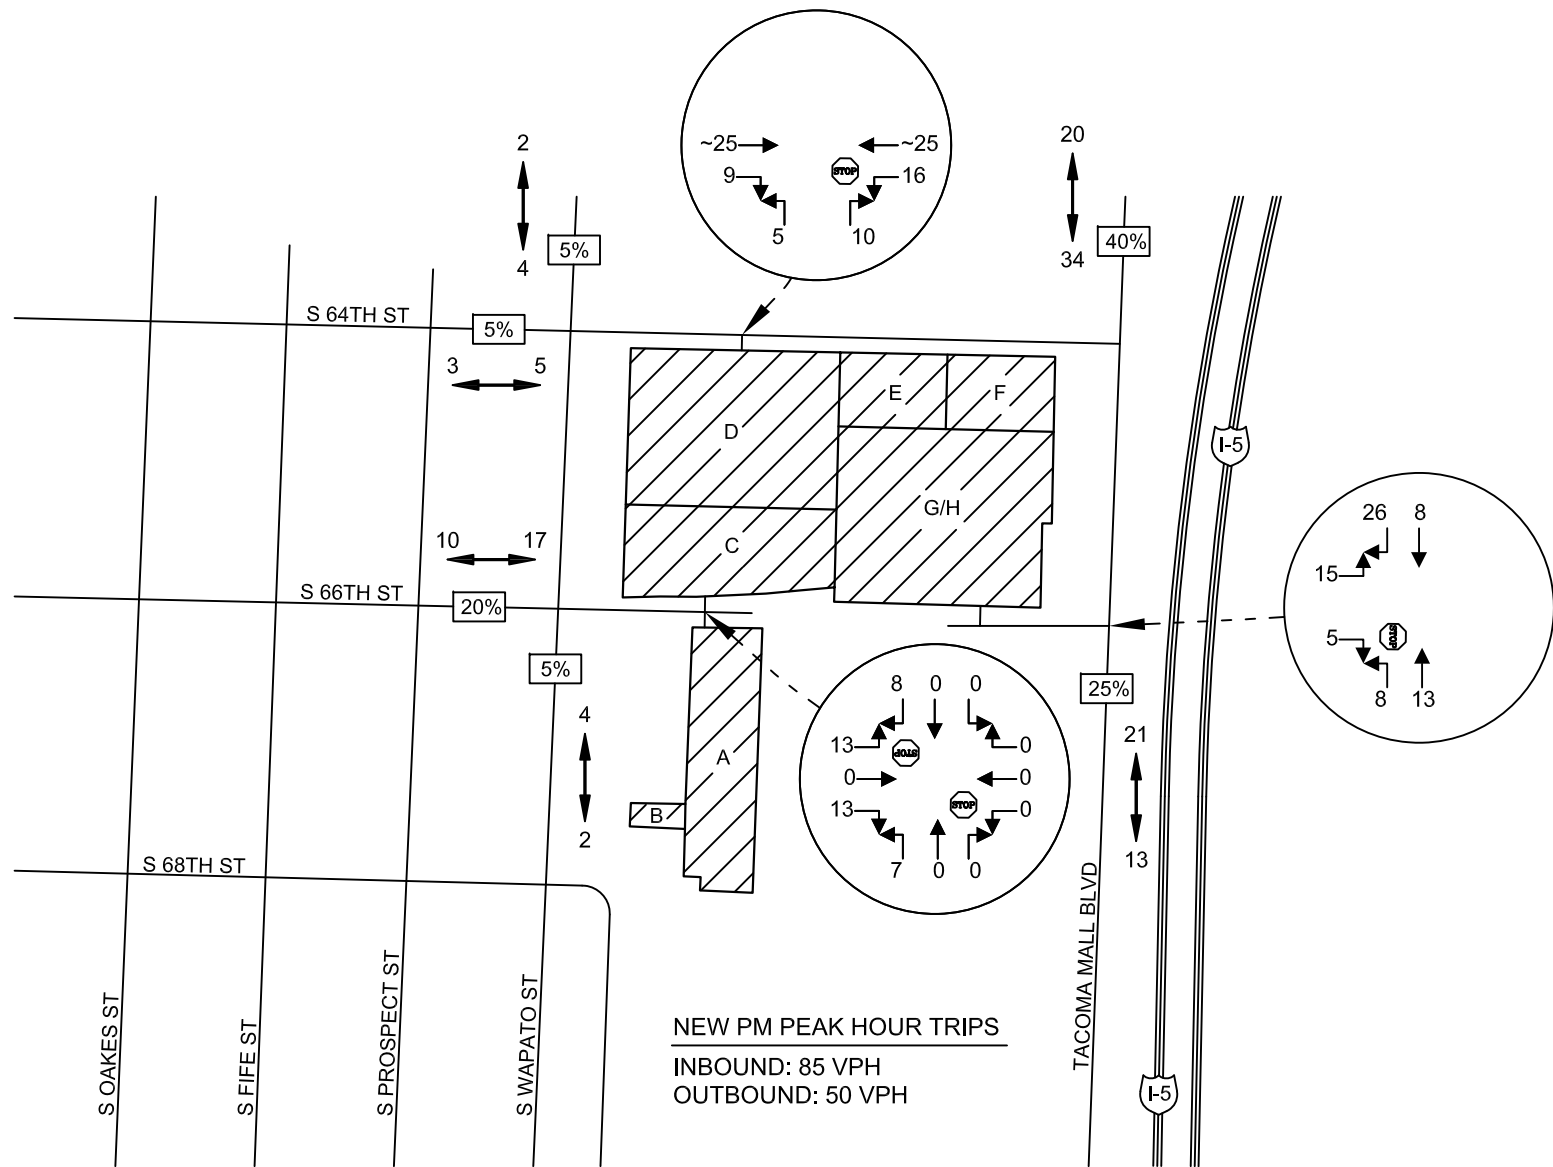 ~25
~25
9
STOP
16
5
10
2
4
5%
20
34
40%
S 64TH ST
5%
3
5
D
E
F
G/H
C
I-5
10
17
S 66TH ST
20%
5%
4
2
A
B
S 68TH ST
26
8
15
5
STOP
8
13
25%
21
13
8
0
0
13
STOP
0
0
0
13
STOP
0
7
0
0
S OAKES ST
S FIFE ST
S PROSPECT ST
S WAPATO ST
TACOMA MALL BLVD
I-5
NEW PM PEAK HOUR TRIPS
INBOUND: 85 VPH
OUTBOUND: 50 VPH